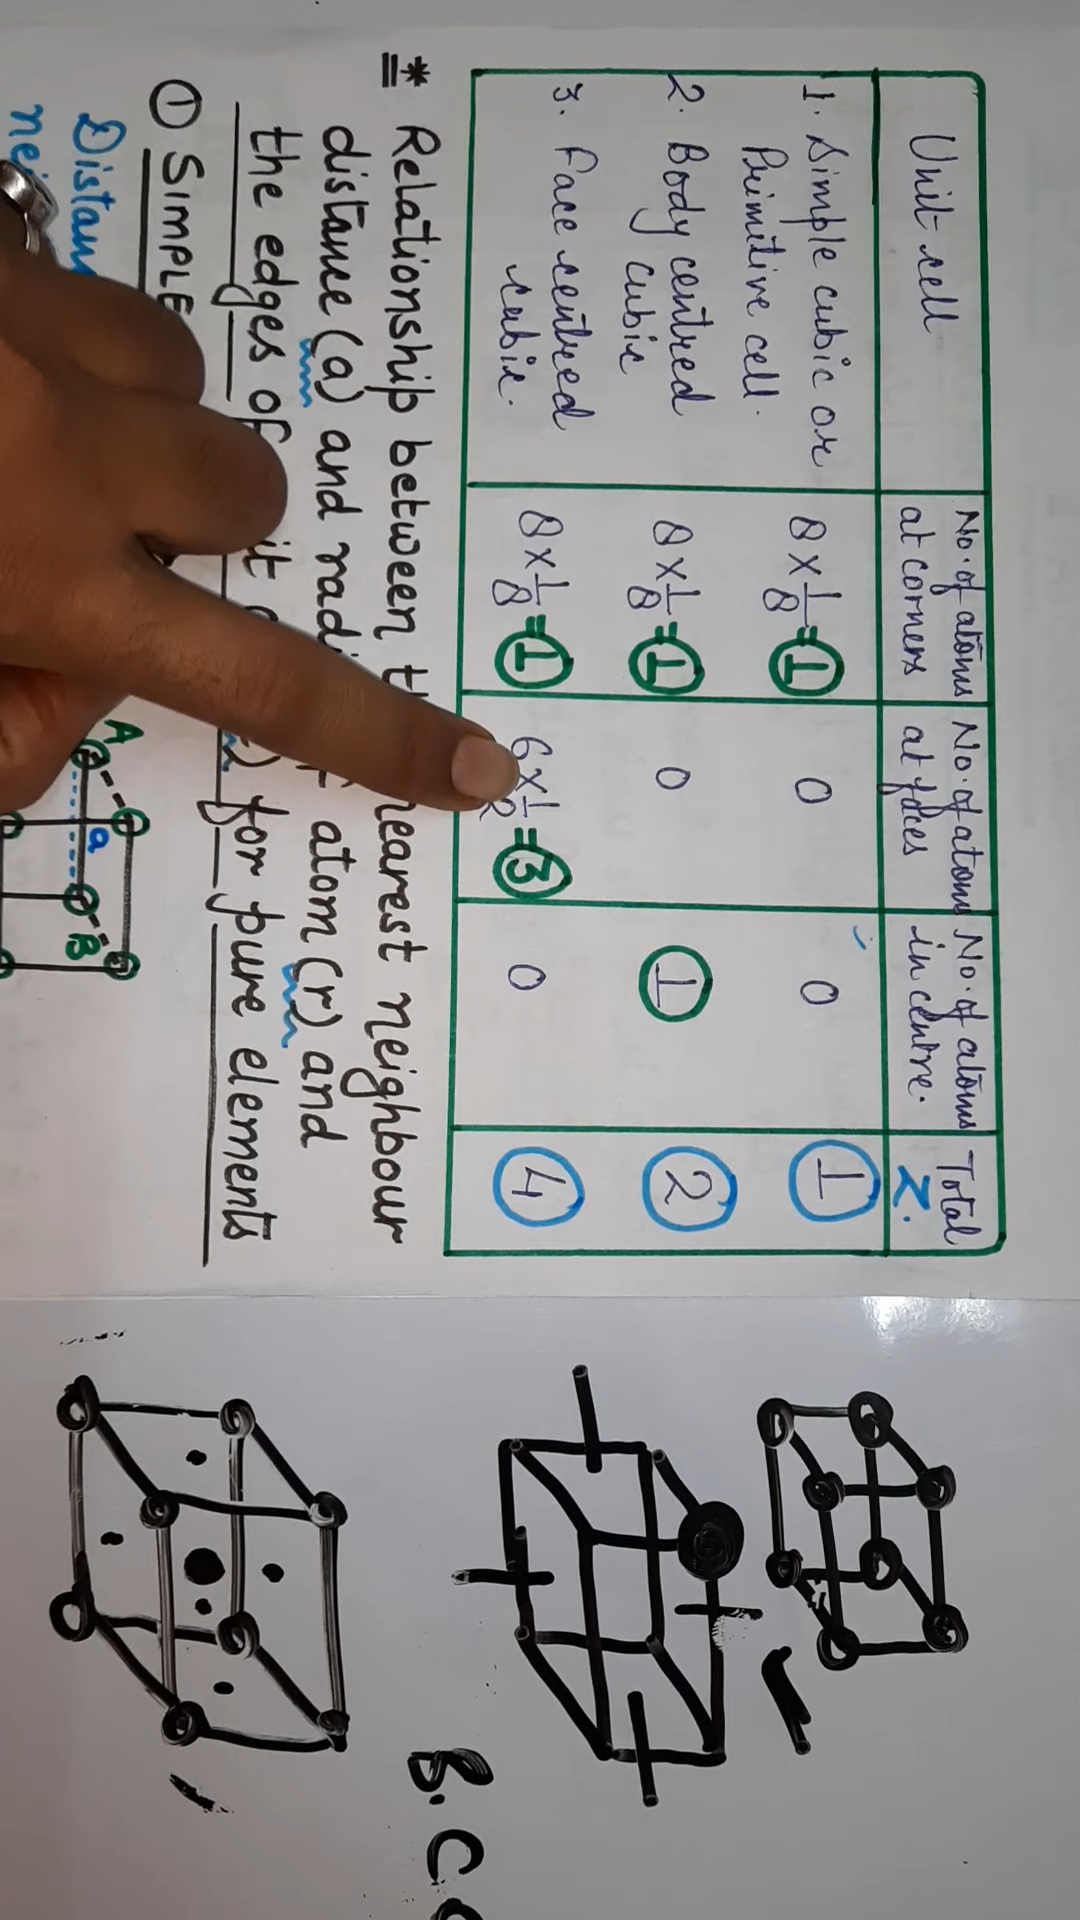 Unit cell
No. of atoms
at corners
No. of atoms
at faces
No. of atoms
in centre.
Total
Z.
1. Simple cubic or
Primitive cell.
8 × 1/8 = 1
0
0
1
2. Body centred
cubic
8 × 1/8 = 1
0
1
2
3. Face centred
cubic.
8 × 1/8 = 1
6 × 1/2 = 3
0
4
* Relationship between nearest neighbour
distance (a) and atom (r) and
the edges of for pure elements
① SIMPLE
A
a
B
B.C